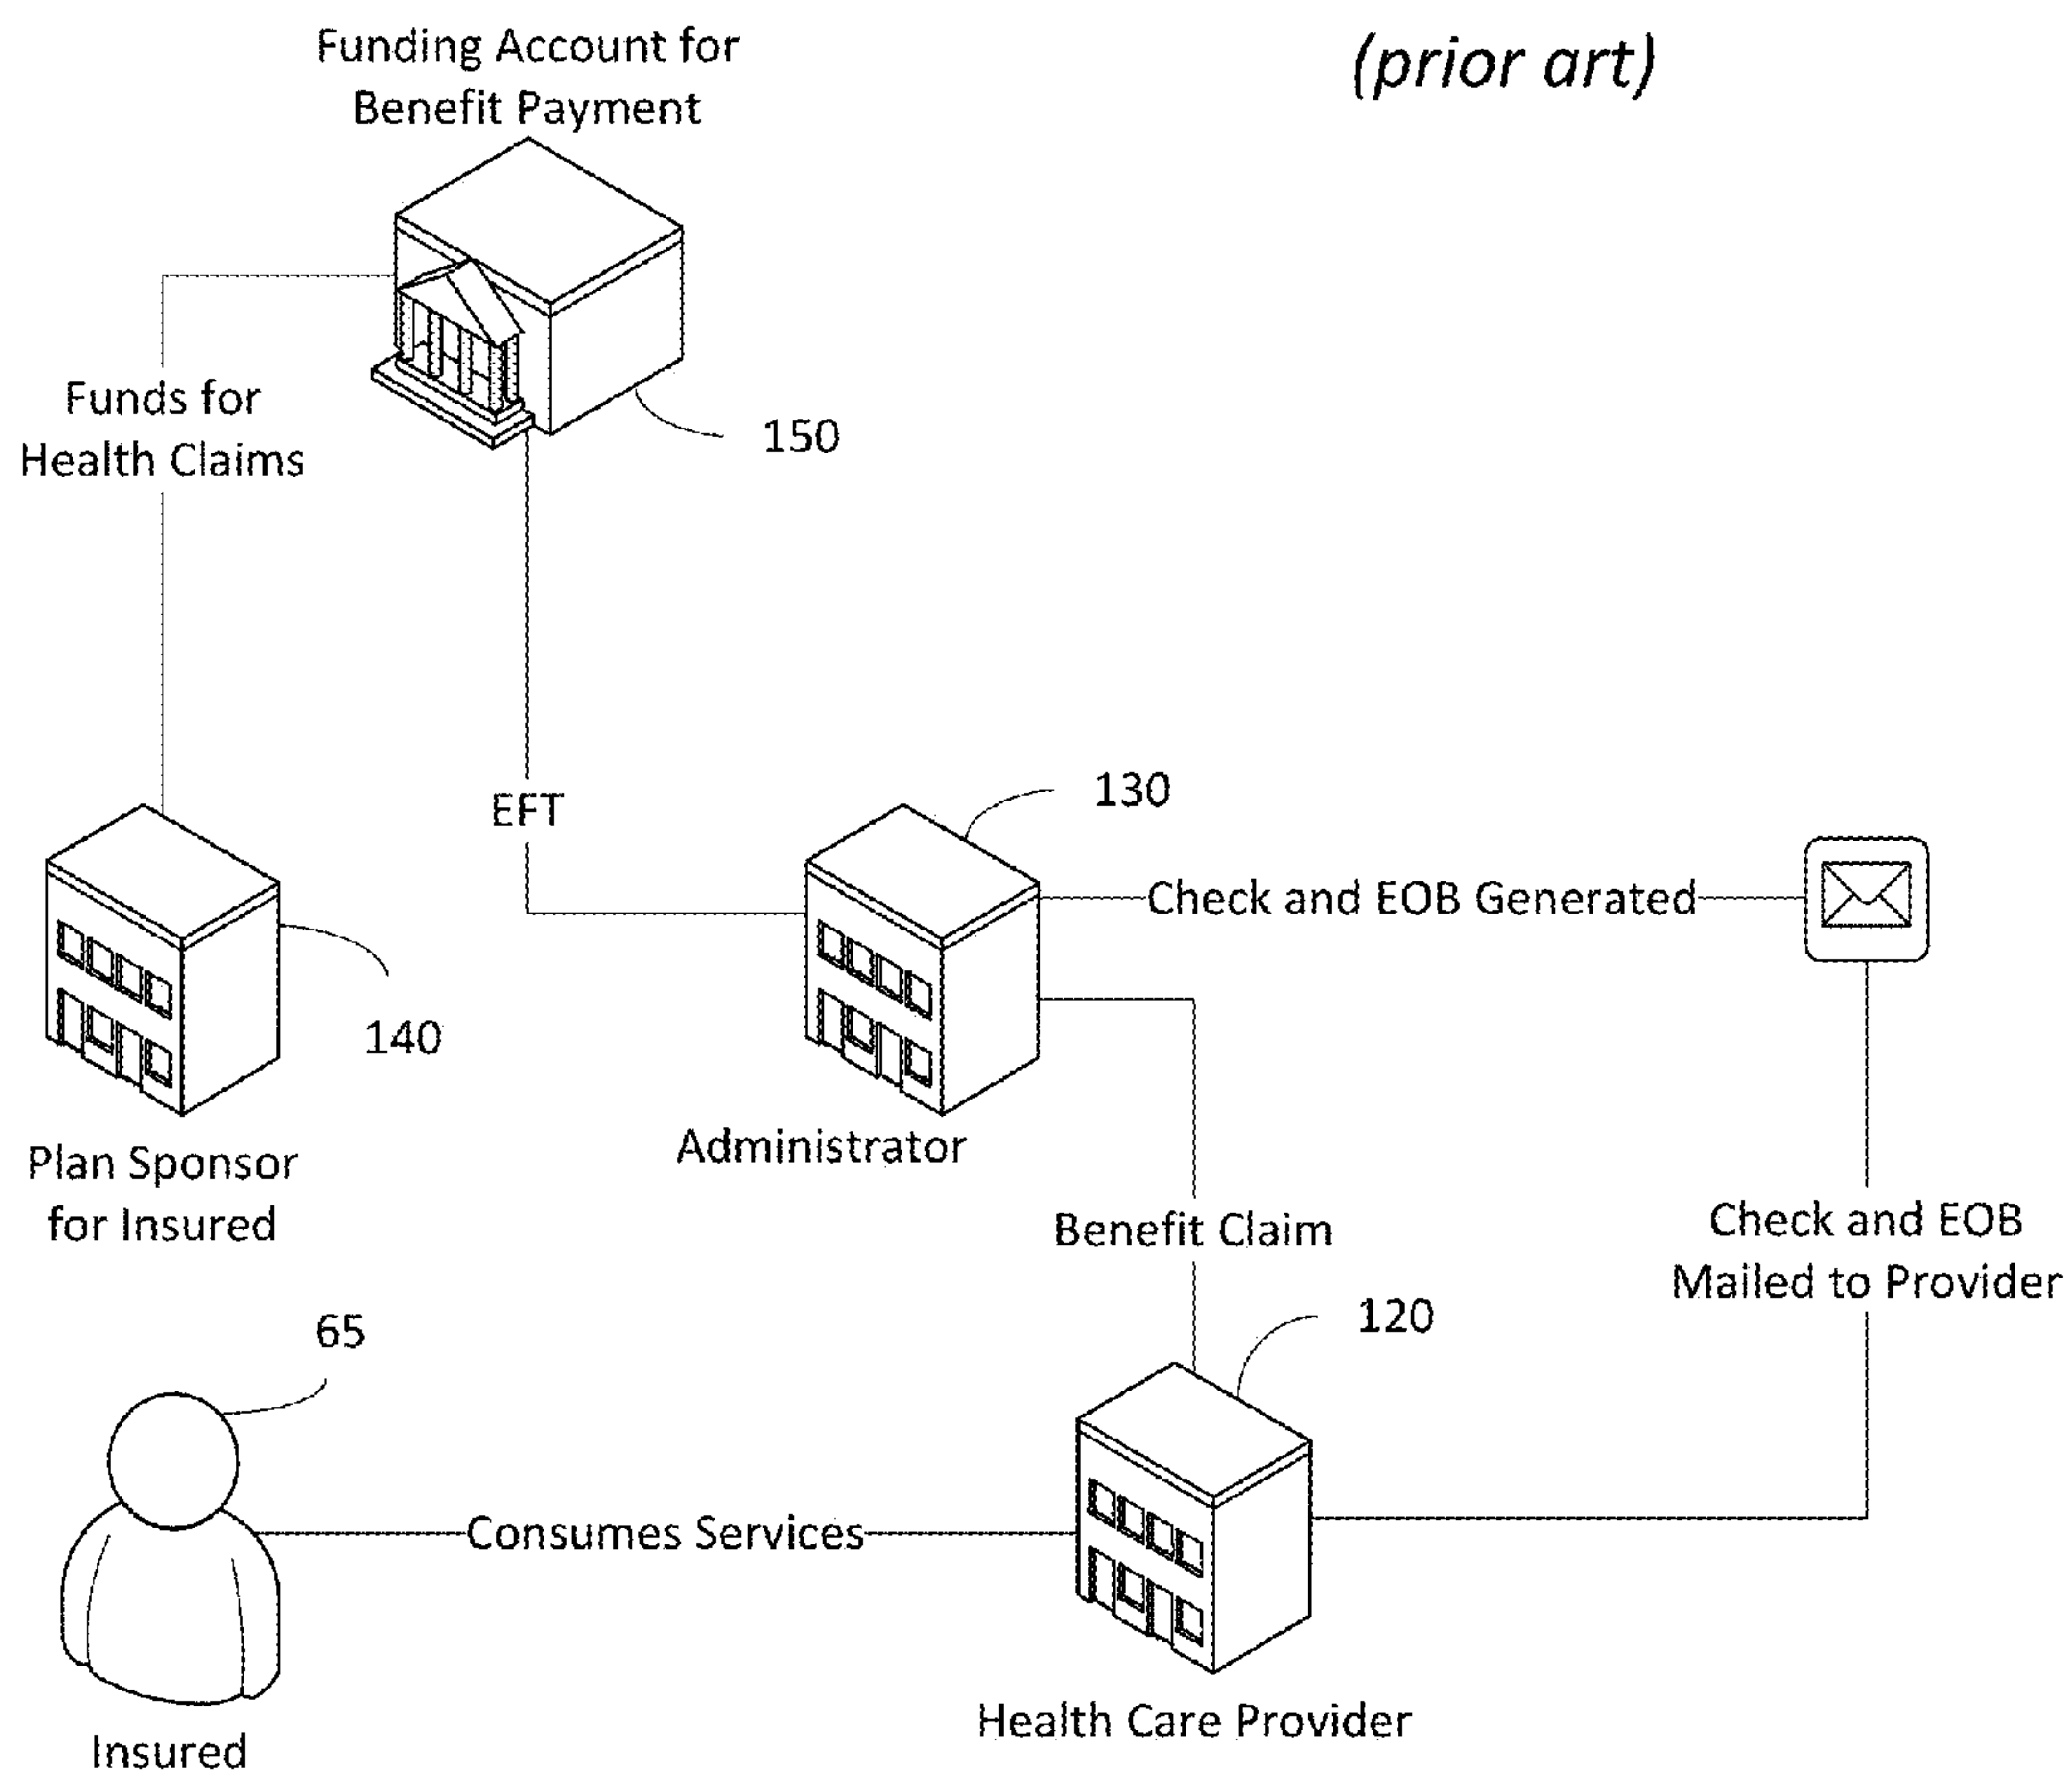 Funding Account for
Benefit Payment
(prior art)
Funds for
Health Claims
150
EFT
130
Check and EOB Generated
140
Administrator
Plan Sponsor
for Insured
Benefit Claim
Check and EOB
Mailed to Provider
120
65
Consumes Services
Health Care Provider
Insured